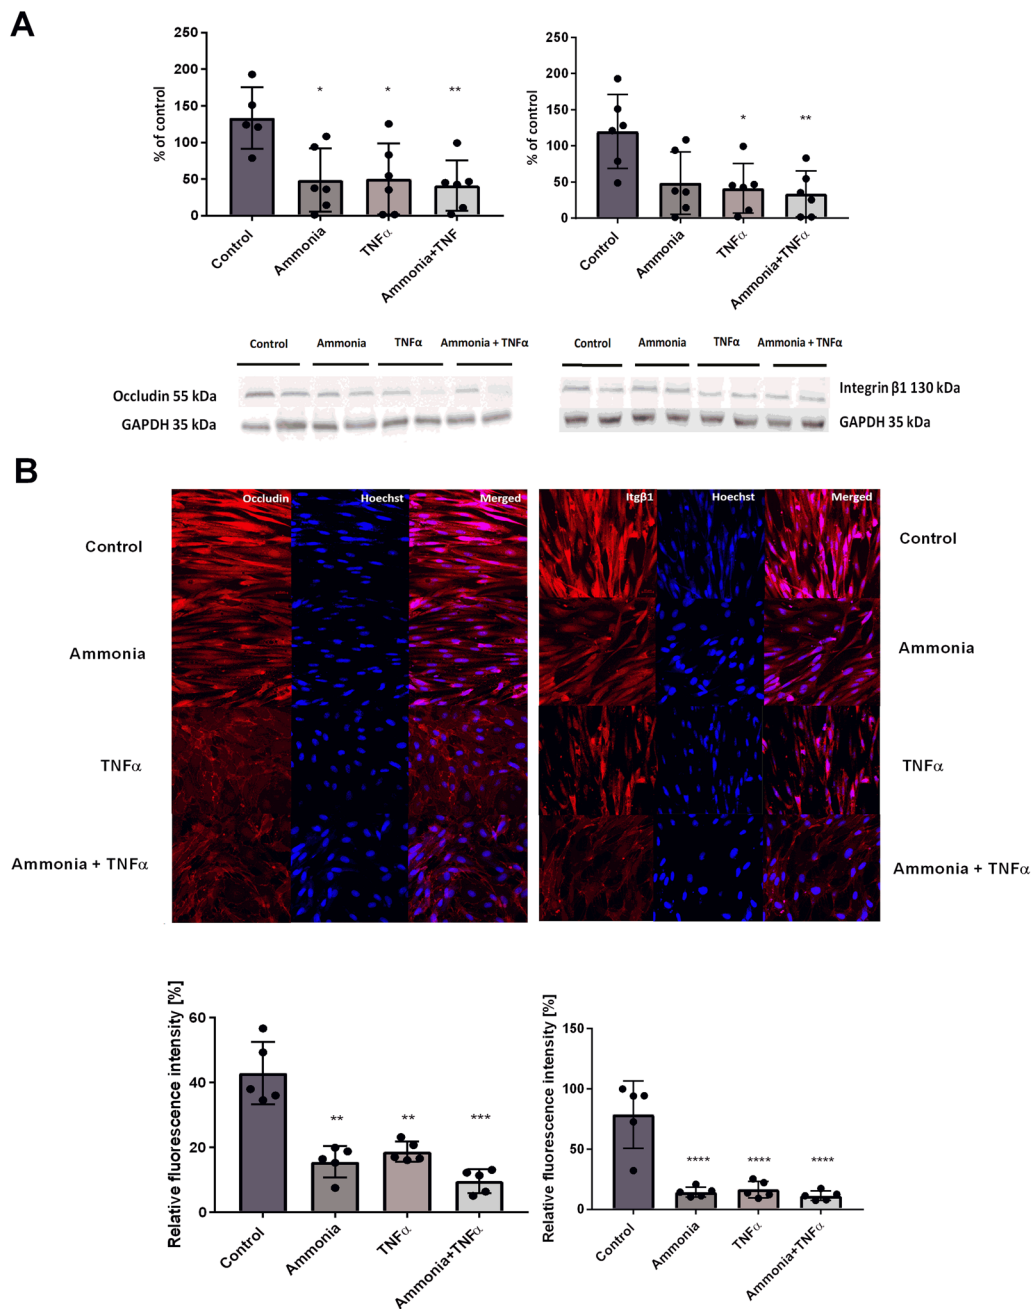 A
% of control
250
200
150
100
50
0
*
*
**
Control
Ammonia
TNFα
Ammonia+TNF
% of control
250
200
150
100
50
0
*
**
Control
Ammonia
TNFα
Ammonia+TNFα
Control Ammonia TNFα Ammonia + TNFα
Occludin 55 kDa
GAPDH 35 kDa
Control Ammonia TNFα Ammonia + TNFα
Integrin β1 130 kDa
GAPDH 35 kDa
B
Occludin Hoechst Merged
Control
Ammonia
TNFα
Ammonia + TNFα
Itgβ1 Hoechst Merged
Control
Ammonia
TNFα
Ammonia + TNFα
Relative fluorescence intensity [%]
60
40
20
0
**
**
***
Control
Ammonia
TNFα
Ammonia+TNFα
Relative fluorescence intensity [%]
150
100
50
0
****
****
****
Control
Ammonia
TNFα
Ammonia+TNFα